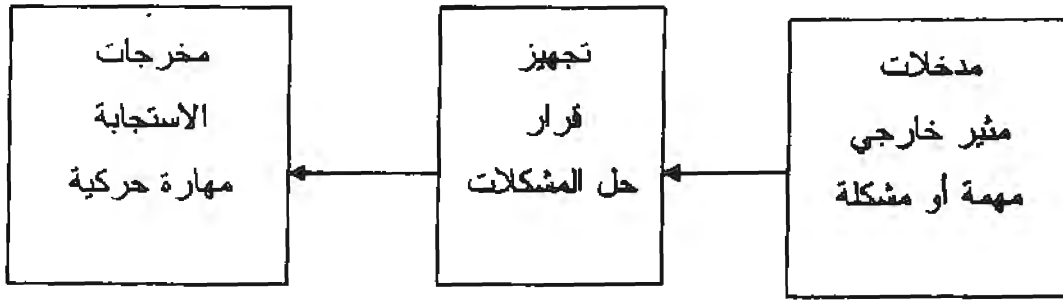 مدخلات
مثير خارجي
مهمة أو مشكلة
تجهيز
قرار
حل المشكلات
مخرجات
الاستجابة
مهارة حركية